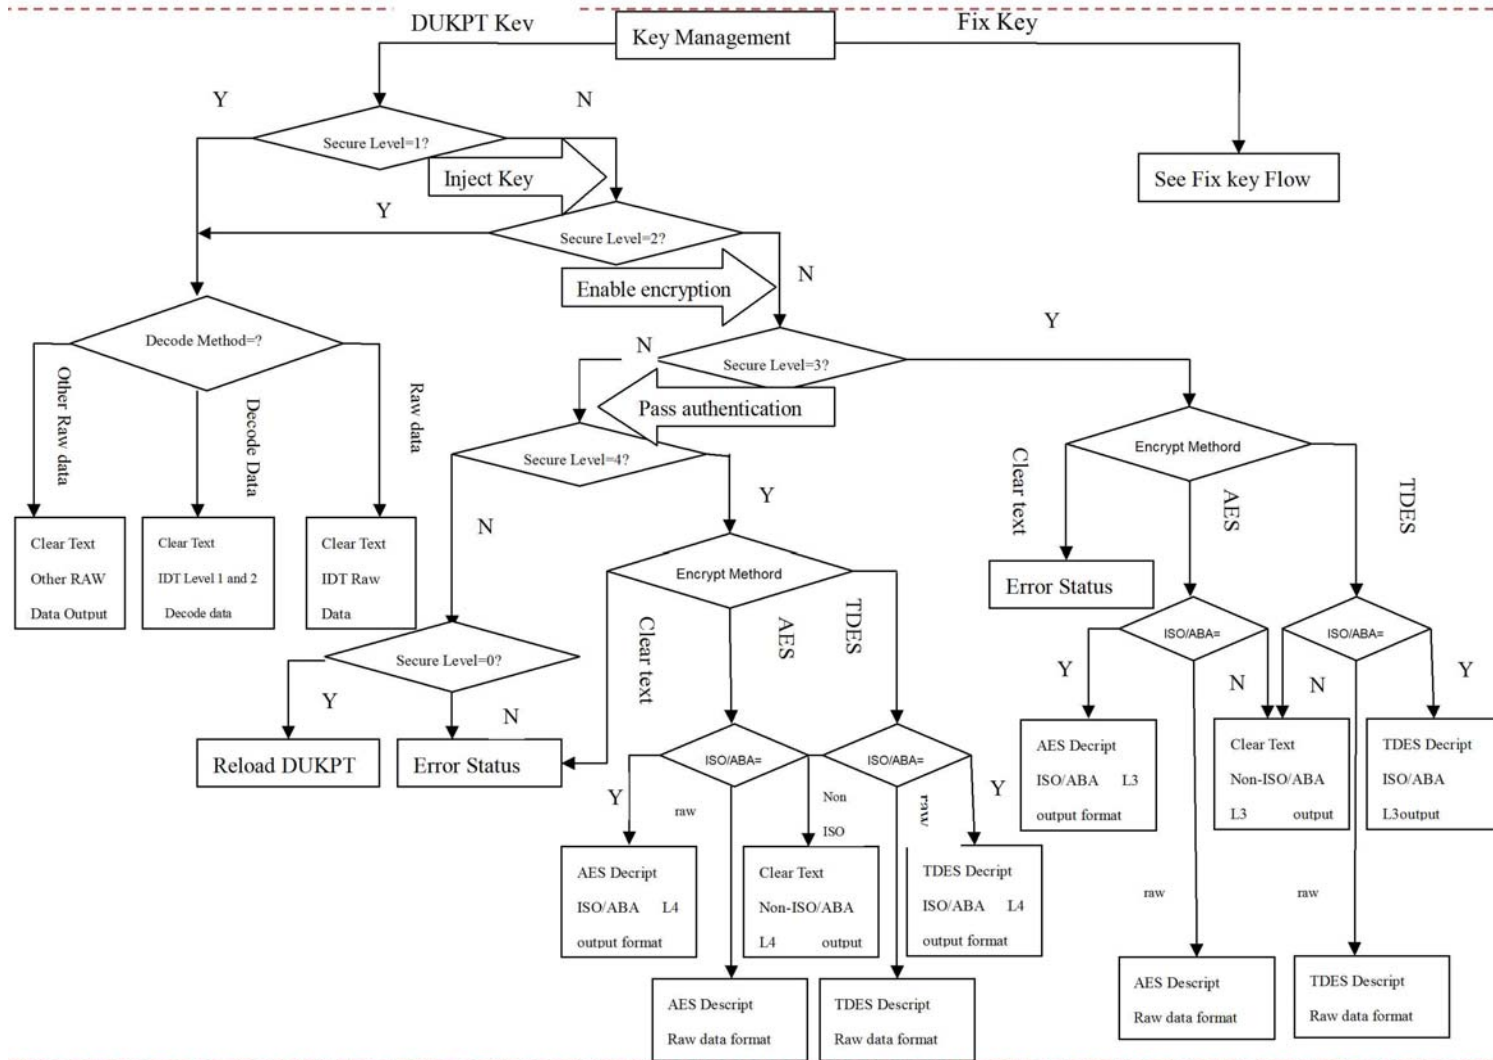 DUKPT Kev
Key Management
Fix Key
Y
N
Secure Level=1?
Inject Key
See Fix key Flow
Y
Secure Level=2?
N
Enable encryption
Y
Decode Method=?
N
Secure Level=3?
Other Raw data
Decode Data
Raw data
Pass authentication
Secure Level=4?
Encrypt Methord
Clear text
AES
TDES
Y
N
Clear Text
Other RAW
Data Output
Clear Text
IDT Level 1 and 2
Decode data
Clear Text
IDT Raw
Data
Encrypt Methord
Error Status
Clear text
AES
TDES
ISO/ABA=
ISO/ABA=
Secure Level=0?
Y
N
N
Y
Y
N
Reload DUKPT
Error Status
ISO/ABA=
ISO/ABA=
AES Decript
ISO/ABA L3
output format
Clear Text
Non-ISO/ABA
L3 output
TDES Decript
ISO/ABA
L3output
Y
raw
Non
ISO
raw
Y
AES Decript
ISO/ABA L4
output format
Clear Text
Non-ISO/ABA
L4 output
TDES Decript
ISO/ABA L4
output format
raw
raw
AES Descript
Raw data format
TDES Descript
Raw data format
AES Descript
Raw data format
TDES Descript
Raw data format